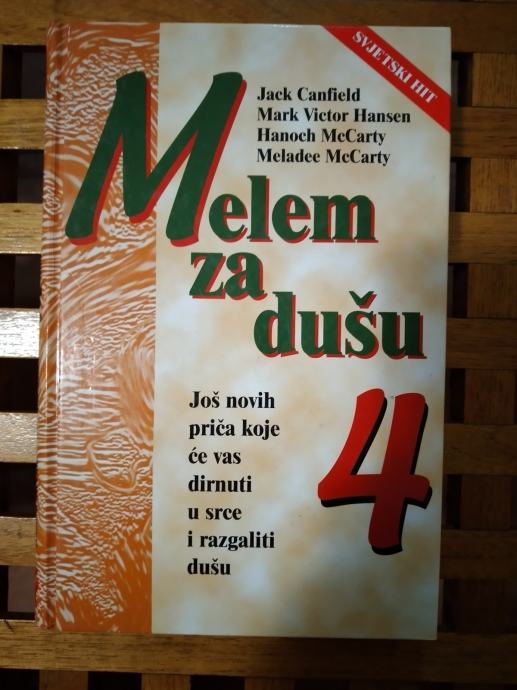 SVJETSKI HIT
Jack Canfield
Mark Victor Hansen
Hanoch McCarty
Meladee McCarty
Melem
za
dušu
4
Još novih
priča koje
će vas
dirnuti
u srce
i razgaliti
dušu